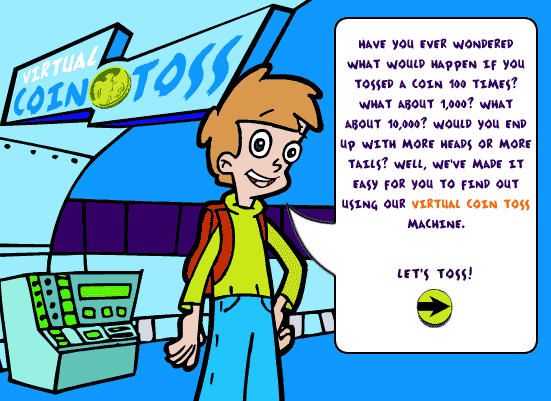 VIRTUAL
COIN TOSS
HAVE YOU EVER WONDERED
WHAT WOULD HAPPEN IF YOU
TOSSED A COIN 100 TIMES?
WHAT ABOUT 1,000? WHAT
ABOUT 10,000? WOULD YOU END
UP WITH MORE HEADS OR MORE
TAILS? WELL, WE'VE MADE IT
EASY FOR YOU TO FIND OUT
USING OUR VIRTUAL COIN TOSS
MACHINE.
LET'S TOSS!